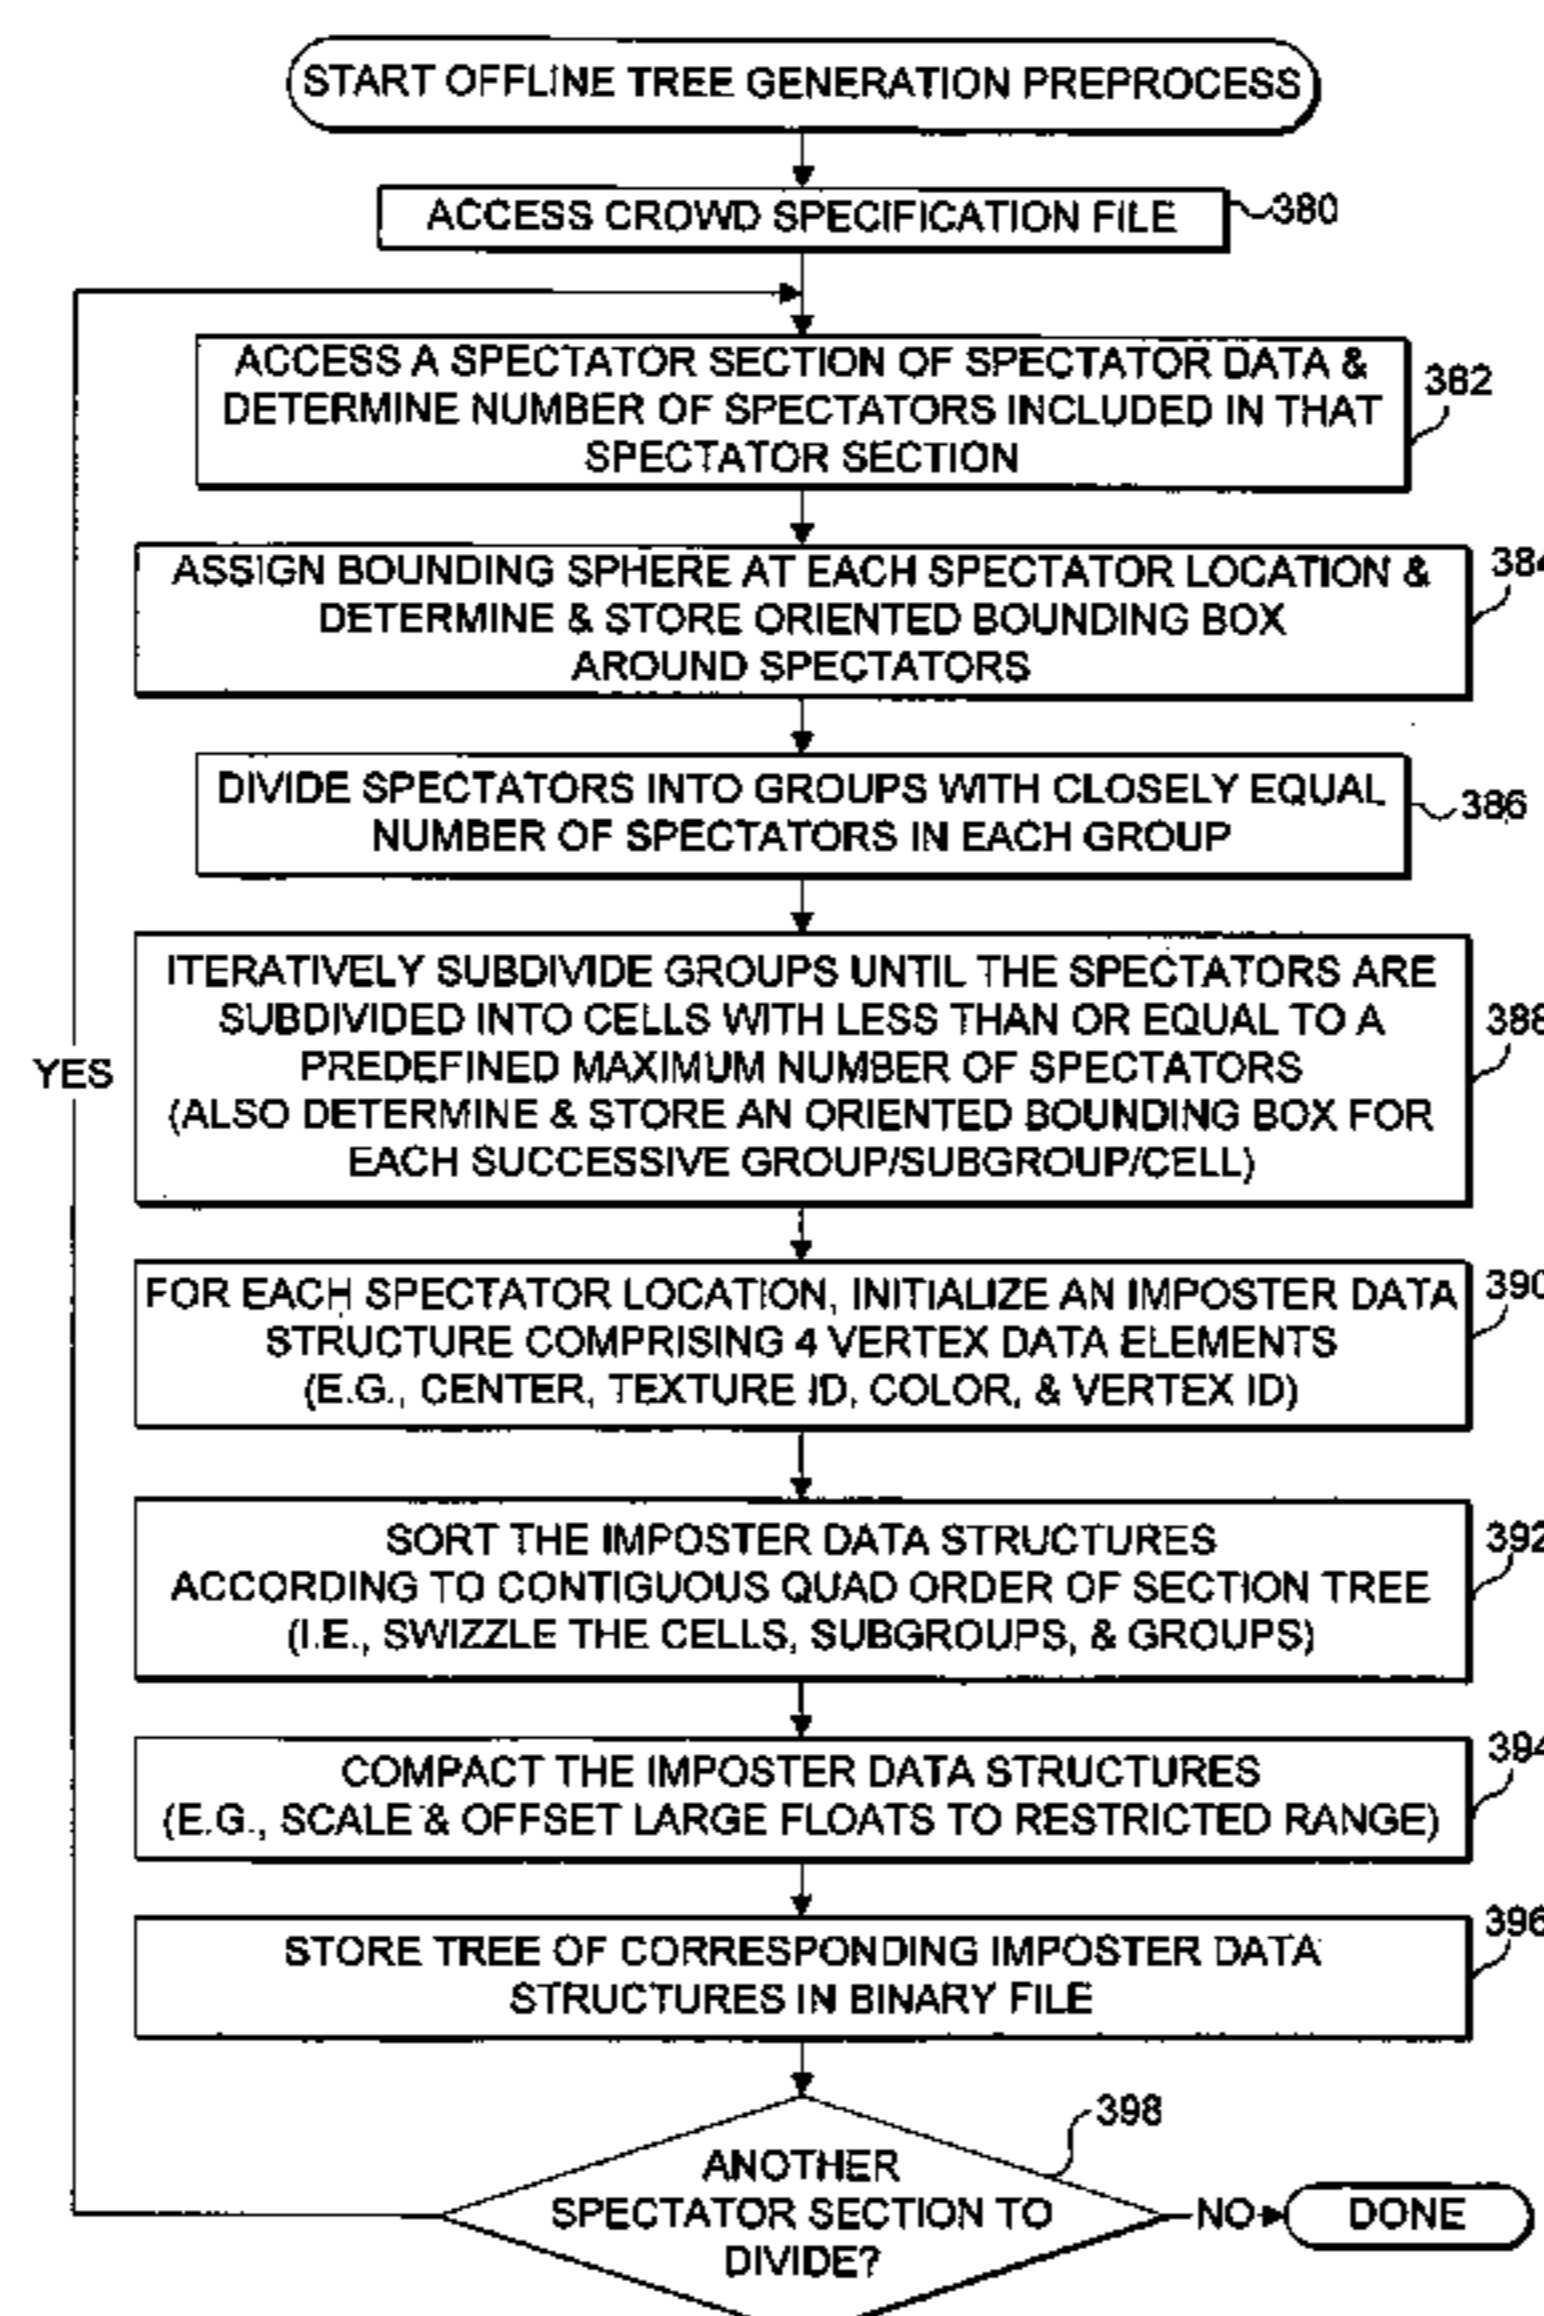 START OFFLINE TREE GENERATION PREPROCESS
ACCESS CROWD SPECIFICATION FILE
380
ACCESS A SPECTATOR SECTION OF SPECTATOR DATA &
DETERMINE NUMBER OF SPECTATORS INCLUDED IN THAT
SPECTATOR SECTION
382
ASSIGN BOUNDING SPHERE AT EACH SPECTATOR LOCATION &
DETERMINE & STORE ORIENTED BOUNDING BOX
AROUND SPECTATORS
384
DIVIDE SPECTATORS INTO GROUPS WITH CLOSELY EQUAL
NUMBER OF SPECTATORS IN EACH GROUP
386
ITERATIVELY SUBDIVIDE GROUPS UNTIL THE SPECTATORS ARE
SUBDIVIDED INTO CELLS WITH LESS THAN OR EQUAL TO A
PREDEFINED MAXIMUM NUMBER OF SPECTATORS
(ALSO DETERMINE & STORE AN ORIENTED BOUNDING BOX FOR
EACH SUCCESSIVE GROUP/SUBGROUP/CELL)
388
YES
FOR EACH SPECTATOR LOCATION, INITIALIZE AN IMPOSTER DATA
STRUCTURE COMPRISING 4 VERTEX DATA ELEMENTS
(E.G., CENTER, TEXTURE ID, COLOR, & VERTEX ID)
390
SORT THE IMPOSTER DATA STRUCTURES
ACCORDING TO CONTIGUOUS QUAD ORDER OF SECTION TREE
(I.E., SWIZZLE THE CELLS, SUBGROUPS, & GROUPS)
392
COMPACT THE IMPOSTER DATA STRUCTURES
(E.G., SCALE & OFFSET LARGE FLOATS TO RESTRICTED RANGE)
394
STORE TREE OF CORRESPONDING IMPOSTER DATA
STRUCTURES IN BINARY FILE
396
398
ANOTHER
SPECTATOR SECTION TO
DIVIDE?
NO
DONE